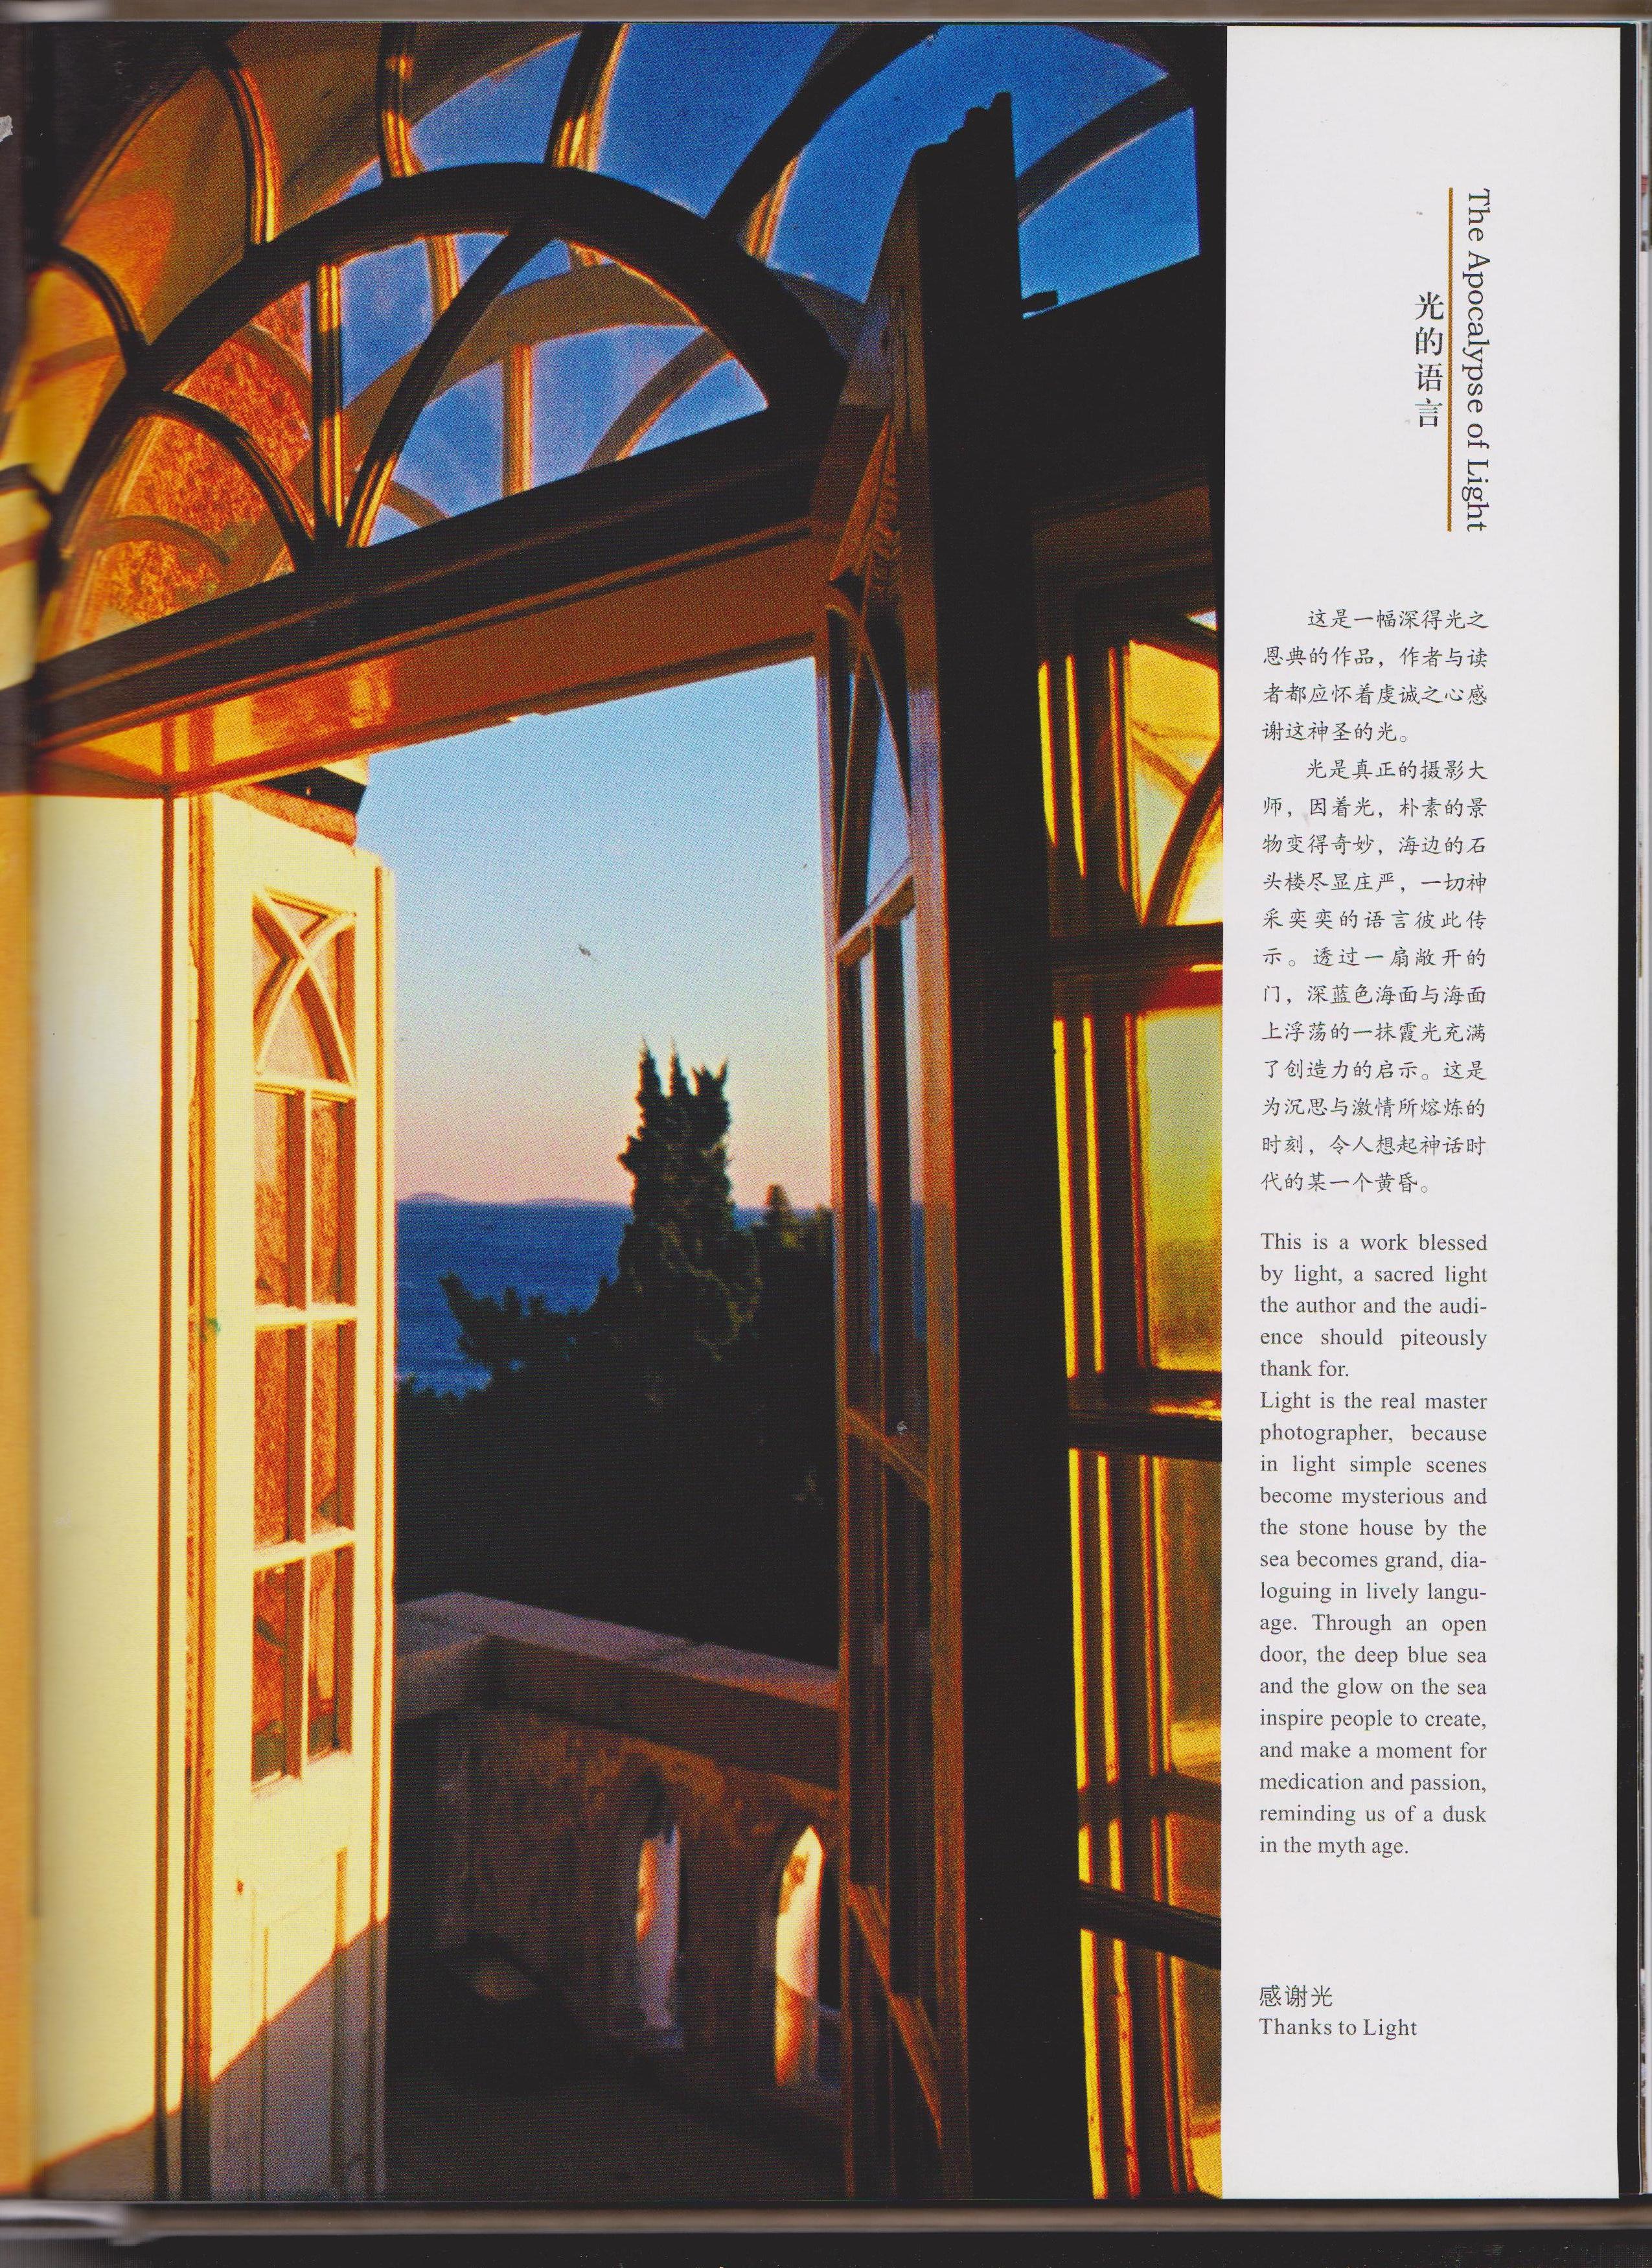 The Apocalypse of Light
光的语言
这是一幅深得光之
恩典的作品，作者与读
者都应怀着虔诚之心感
谢这神圣的光。
光是真正的摄影大
师，因着光，朴素的景
物变得奇妙，海边的石
头楼尽显庄严，一切神
采奕奕的语言彼此传
示。透过一扇敞开的
门，深蓝色海面与海面
上浮荡的一抹霞光充满
了创造力的启示。这是
为沉思与激情所熔炼的
时刻，令人想起神话时
代的某一个黄昏。
This is a work blessed
by light, a sacred light
the author and the audi-
ence should piteously
thank for.
Light is the real master
photographer, because
in light simple scenes
become mysterious and
the stone house by the
sea becomes grand, dia-
loguing in lively langu-
age. Through an open
door, the deep blue sea
and the glow on the sea
inspire people to create,
and make a moment for
medication and passion,
reminding us of a dusk
in the myth age.
感谢光
Thanks to Light